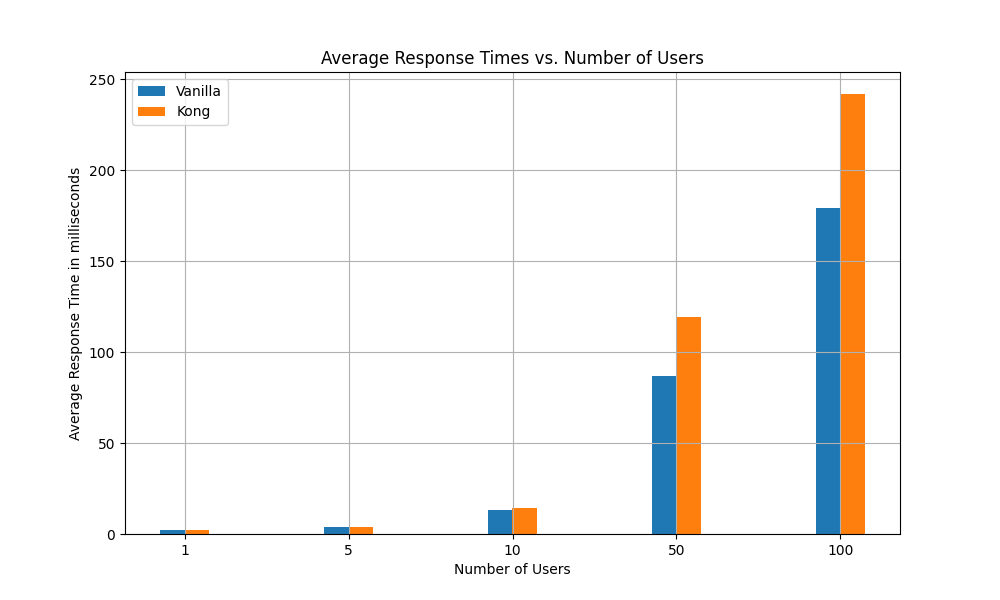 Average Response Times vs. Number of Users
Vanilla
Kong
Average Response Time in milliseconds
250
200
150
100
50
0
1 5 10 50 100
Number of Users